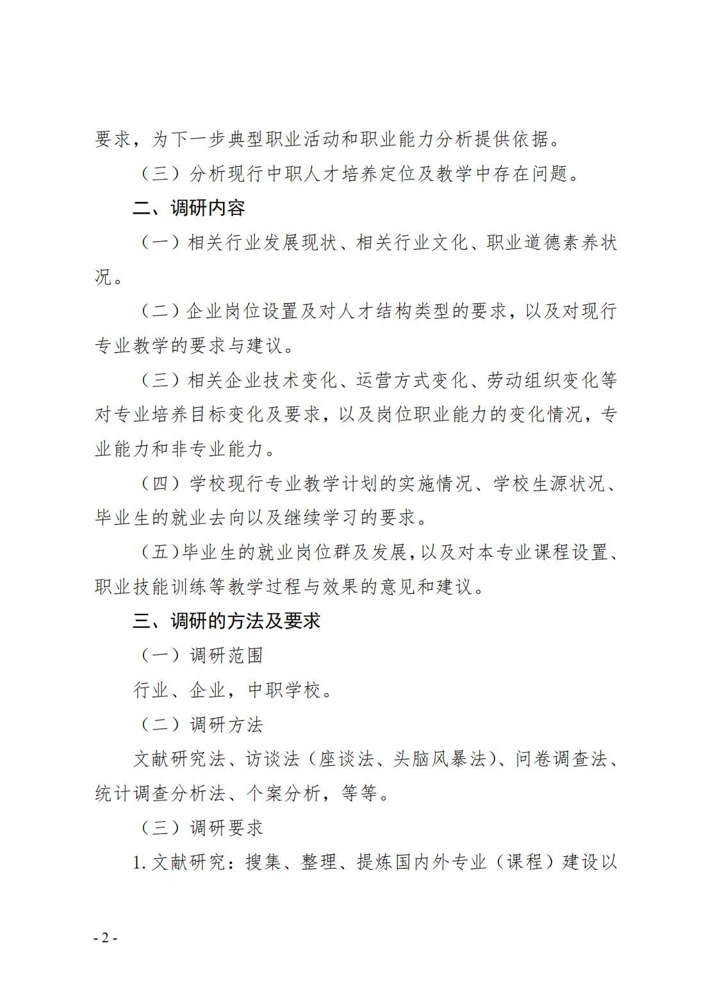 要求，为下一步典型职业活动和职业能力分析提供依据。
（三）分析现行中职人才培养定位及教学中存在问题。
二、调研内容
（一）相关行业发展现状、相关行业文化、职业道德素养状
况。
（二）企业岗位设置及对人才结构类型的要求，以及对现行
专业教学的要求与建议。
（三）相关企业技术变化、运营方式变化、劳动组织变化等
对专业培养目标变化及要求，以及岗位职业能力的变化情况，专
业能力和非专业能力。
（四）学校现行专业教学计划的实施情况、学校生源状况、
毕业生的就业去向以及继续学习的要求。
（五）毕业生的就业岗位群及发展，以及对本专业课程设置、
职业技能训练等教学过程与效果的意见和建议。
三、调研的方法及要求
（一）调研范围
行业、企业，中职学校。
（二）调研方法
文献研究法、访谈法（座谈法、头脑风暴法）、问卷调查法、
统计调查分析法、个案分析，等等。
（三）调研要求
1.文献研究：搜集、整理、提炼国内外专业（课程）建设以
- 2 -